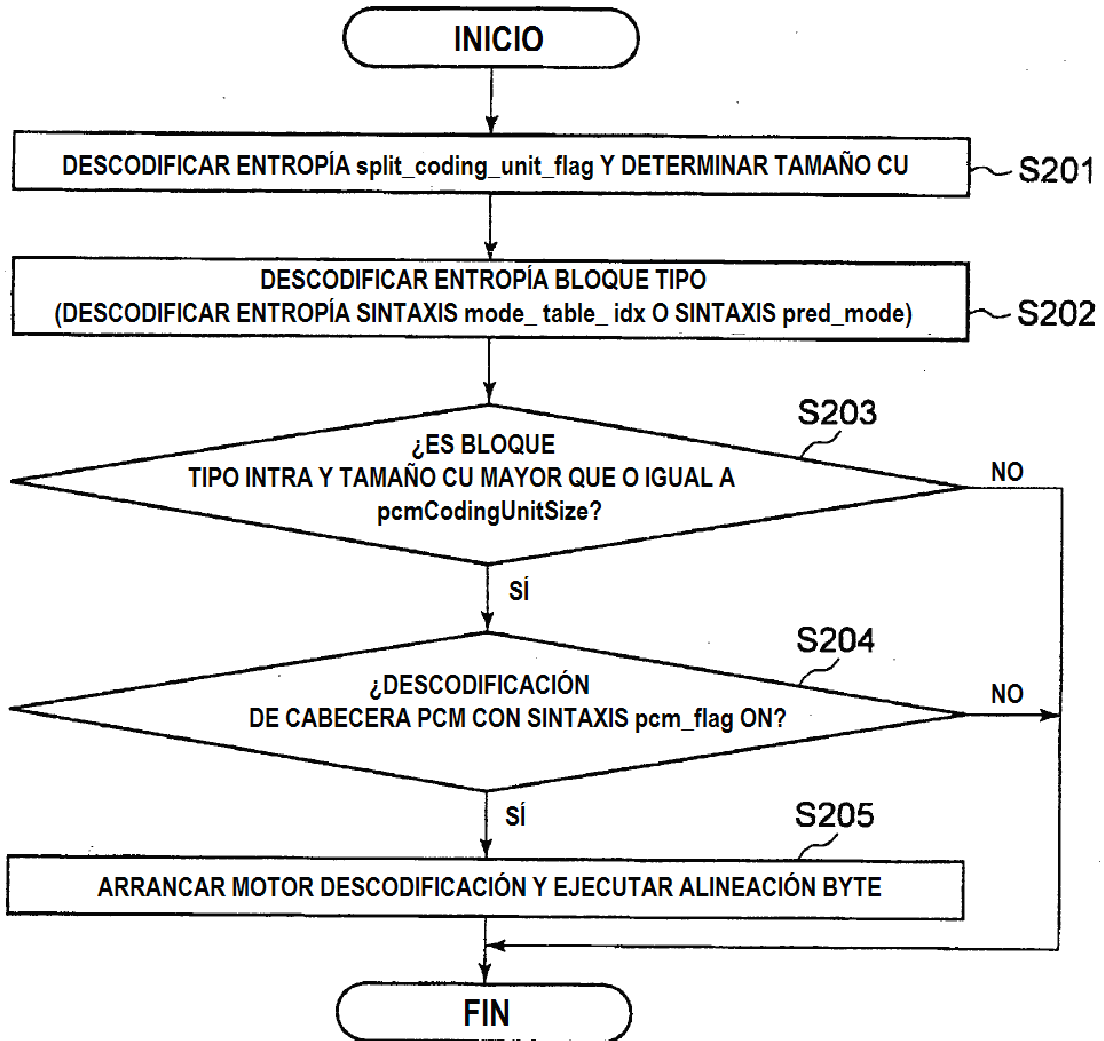 INICIO
DESCODIFICAR ENTROPÍA split_coding_unit_flag Y DETERMINAR TAMAÑO CU
S201
DESCODIFICAR ENTROPÍA BLOQUE TIPO
(DESCODIFICAR ENTROPÍA SINTAXIS mode_ table_ idx O SINTAXIS pred_mode)
S202
S203
¿ES BLOQUE
TIPO INTRA Y TAMAÑO CU MAYOR QUE O IGUAL A
pcmCodingUnitSize?
NO
SÍ
S204
¿DESCODIFICACIÓN
DE CABECERA PCM CON SINTAXIS pcm_flag ON?
NO
SÍ
S205
ARRANCAR MOTOR DESCODIFICACIÓN Y EJECUTAR ALINEACIÓN BYTE
FIN